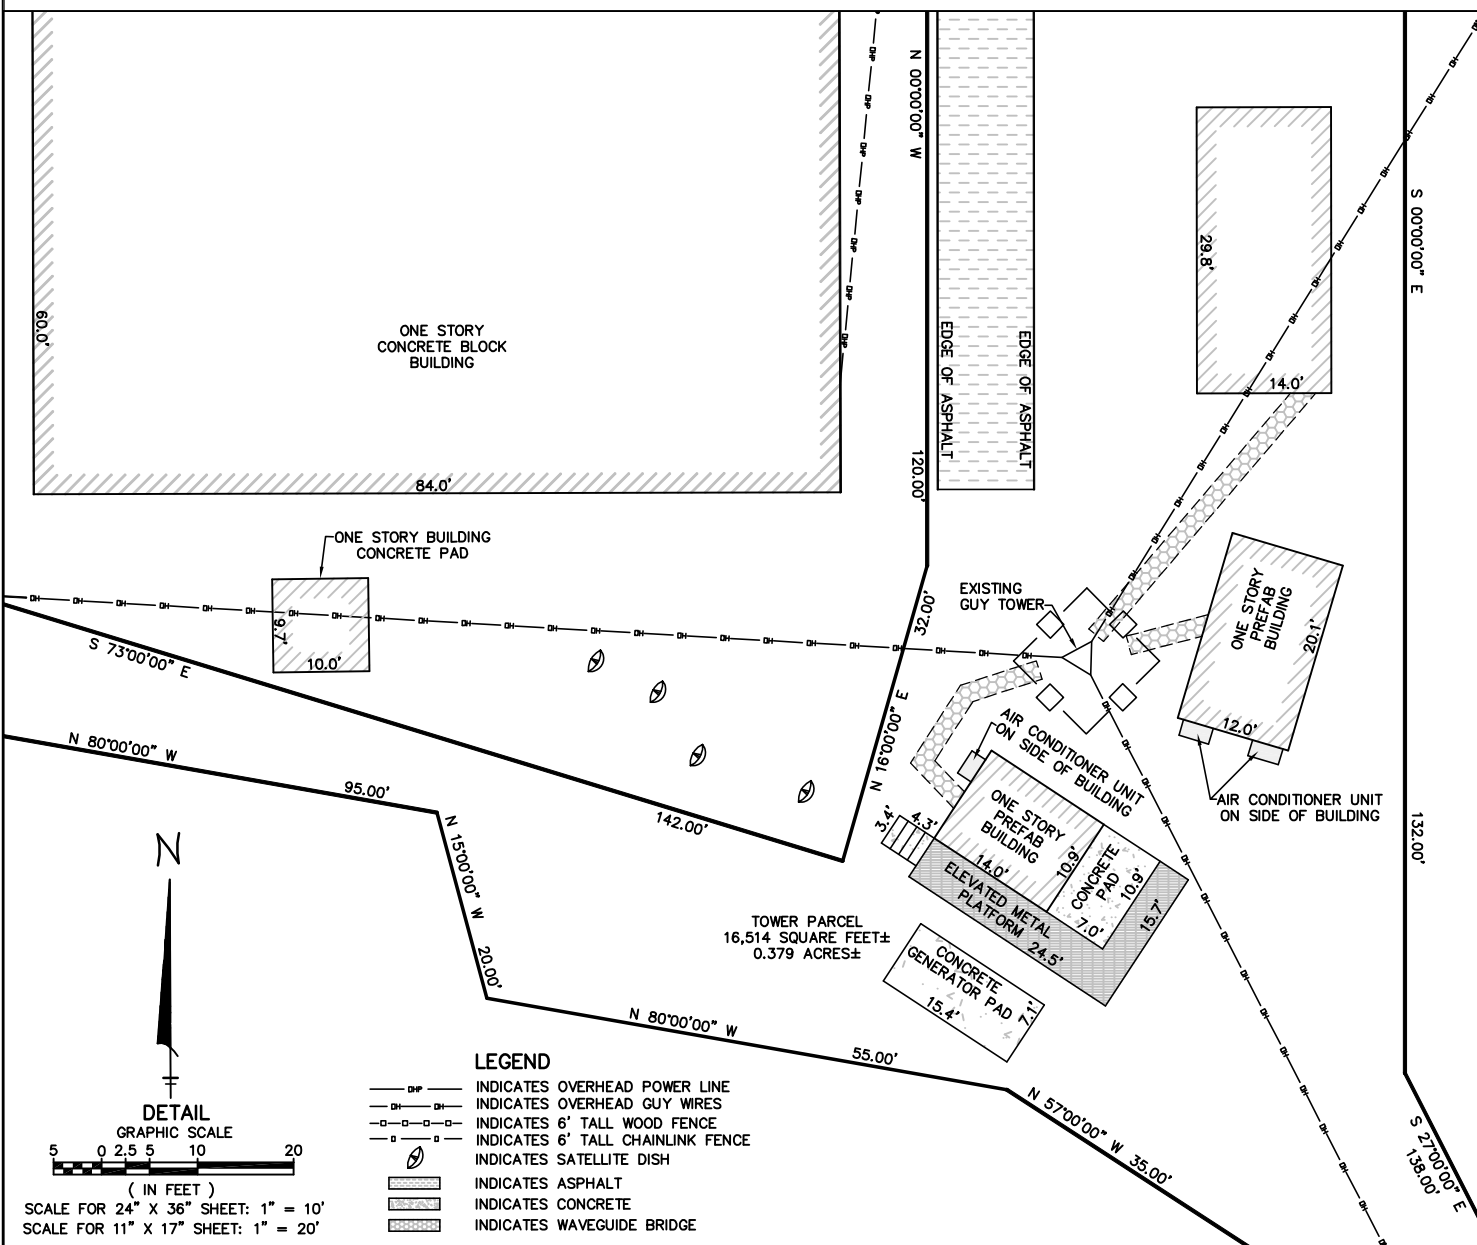 N 00°00'00" W
S 00°00'00" E
29.8'
60.0'
ONE STORY
CONCRETE BLOCK
BUILDING
EDGE OF ASPHALT
EDGE OF ASPHALT
14.0'
84.0'
120.00'
ONE STORY BUILDING
CONCRETE PAD
EXISTING
GUY TOWER
ONE STORY
PREFAB
BUILDING
20.1'
12.0'
32.00'
9.7'
10.0'
S 73°00'00" E
N 16°00'00" E
AIR CONDITIONER UNIT
ON SIDE OF BUILDING
N 80°00'00" W
95.00'
142.00'
AIR CONDITIONER UNIT
ON SIDE OF BUILDING
132.00'
3.4'
4.3'
ONE STORY
PREFAB
BUILDING
14.0'
10.9'
CONCRETE
PAD
10.9'
7.0'
15.7'
ELEVATED METAL
PLATFORM 24.5'
N
N 15°00'00" W
20.00'
TOWER PARCEL
16,514 SQUARE FEET±
0.379 ACRES±
CONCRETE
GENERATOR PAD
15.4'
7.1'
N 80°00'00" W
55.00'
N 57°00'00" W 35.00'
S 27°00'00" E
138.00'
LEGEND
OHP INDICATES OVERHEAD POWER LINE
OH OH INDICATES OVERHEAD GUY WIRES
INDICATES 6' TALL WOOD FENCE
INDICATES 6' TALL CHAINLINK FENCE
INDICATES SATELLITE DISH
INDICATES ASPHALT
INDICATES CONCRETE
INDICATES WAVEGUIDE BRIDGE
DETAIL
GRAPHIC SCALE
5 0 2.5 5 10 20
( IN FEET )
SCALE FOR 24" X 36" SHEET: 1" = 10'
SCALE FOR 11" X 17" SHEET: 1" = 20'